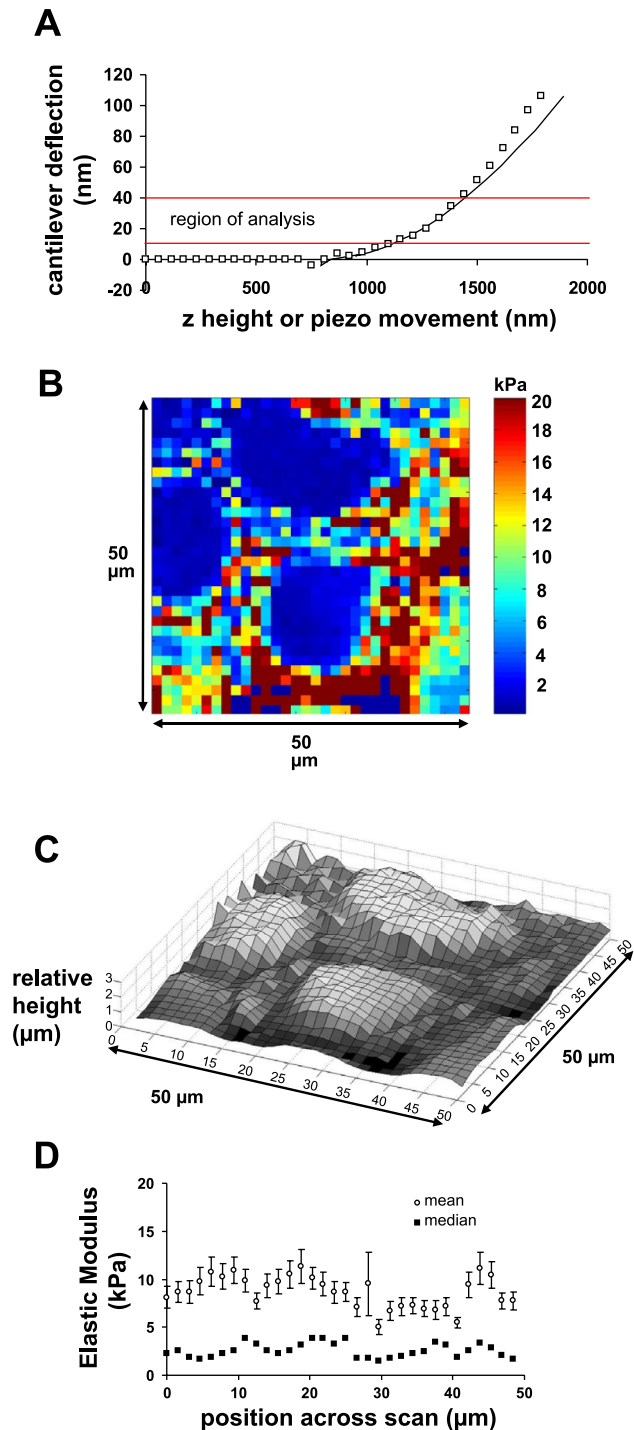 A
cantilever deflection
(nm)
120
100
80
60
40
20
0
-20
region of analysis
0
500
1000
1500
2000
z height or piezo movement (nm)
B
kPa
20
18
16
14
12
10
8
6
4
2
50
µm
50
µm
C
relative
height
(µm)
3
2
1
0
0
5
10
15
20
25
30
35
40
45
50
50 µm
0
5
10
15
20
25
30
35
40
45
50
50 µm
D
Elastic Modulus
(kPa)
20
15
10
5
0
mean
median
0
10
20
30
40
50
position across scan (µm)